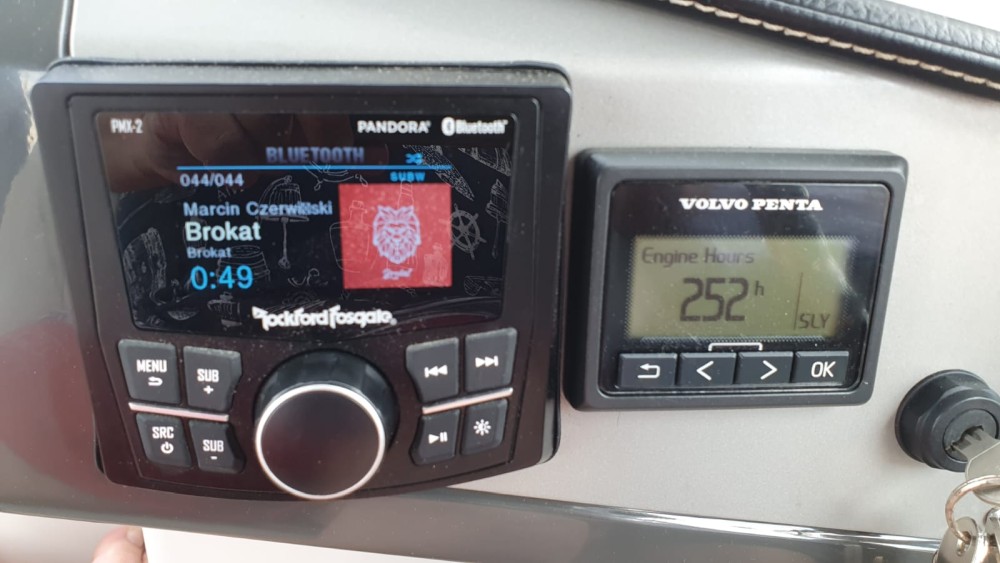 PMX-2
PANDORA®
Bluetooth®
BLUETOOTH
044/044
SUBW
Marcin Czerwiński
Brokat
Brokat
0:49
Rockford Fosgate®
MENU
SUB
+
SRC
SUB
-
VOLVO PENTA
Engine Hours
252 h
SLY
OK